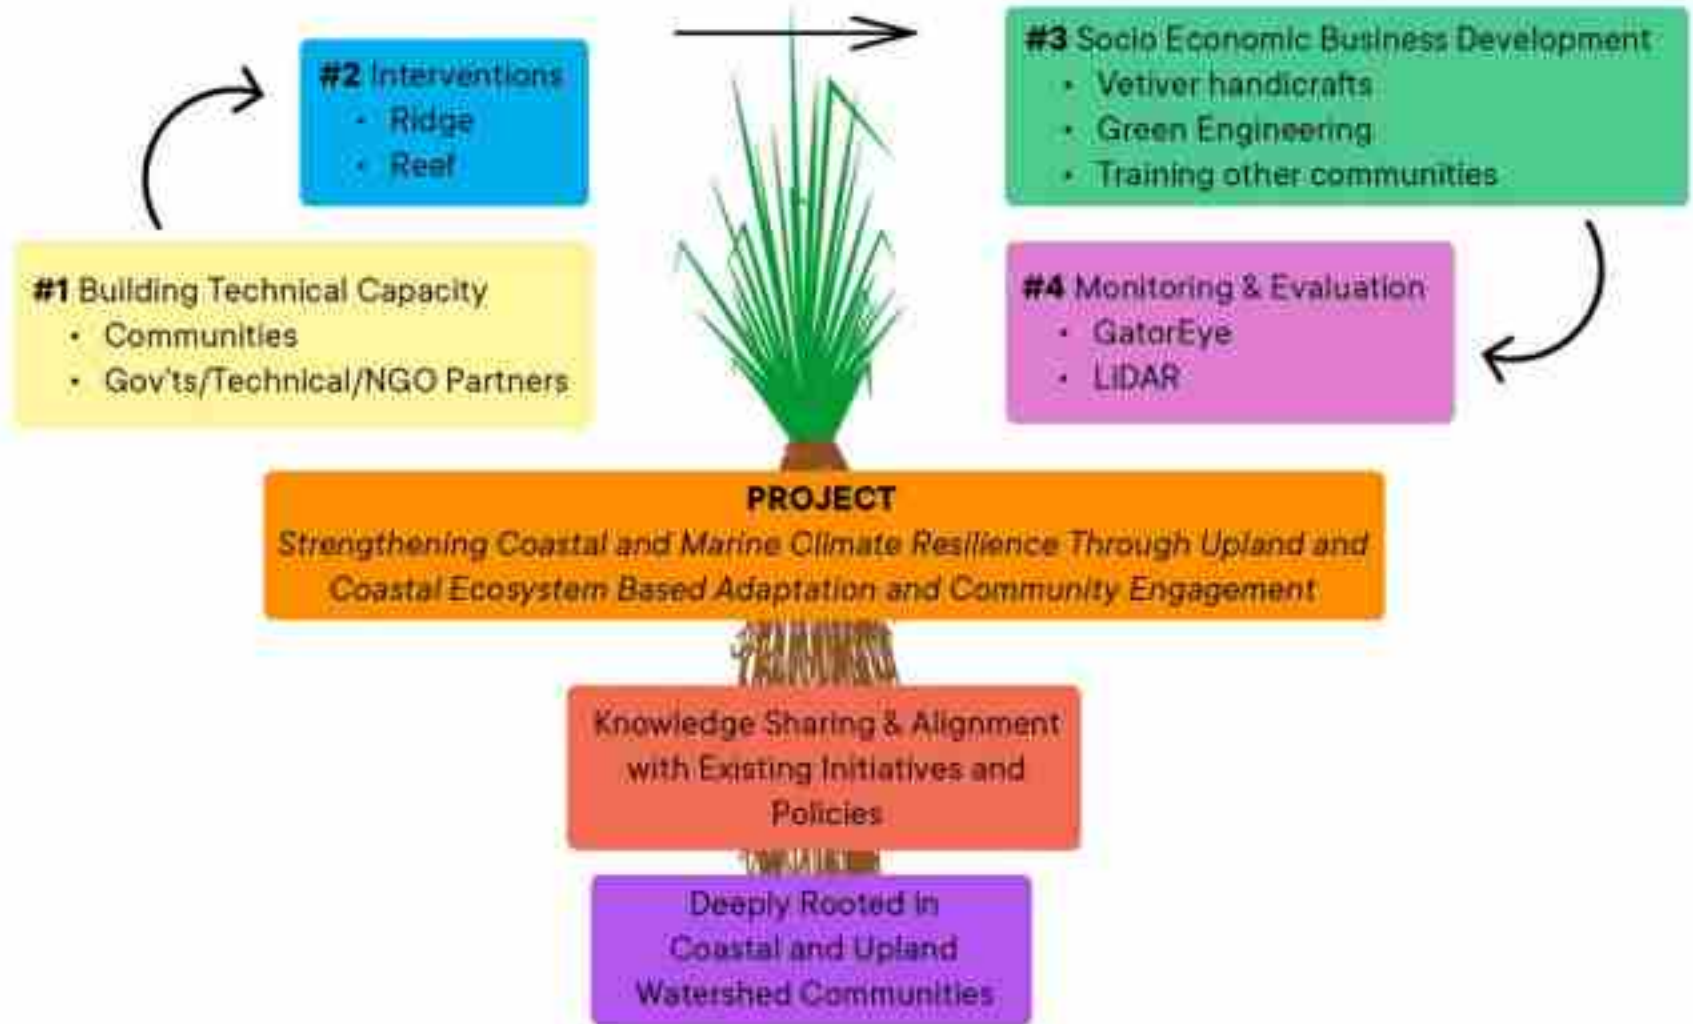 #1 Building Technical Capacity
• Communities
• Gov'ts/Technical/NGO Partners
#2 Interventions
• Ridge
• Reef
#3 Socio Economic Business Development
• Vetiver handicrafts
• Green Engineering
• Training other communities
#4 Monitoring & Evaluation
• GatorEye
• LiDAR
PROJECT
Strengthening Coastal and Marine Climate Resilience Through Upland and
Coastal Ecosystem Based Adaptation and Community Engagement
Knowledge Sharing & Alignment
with Existing Initiatives and
Policies
Deeply Rooted in
Coastal and Upland
Watershed Communities